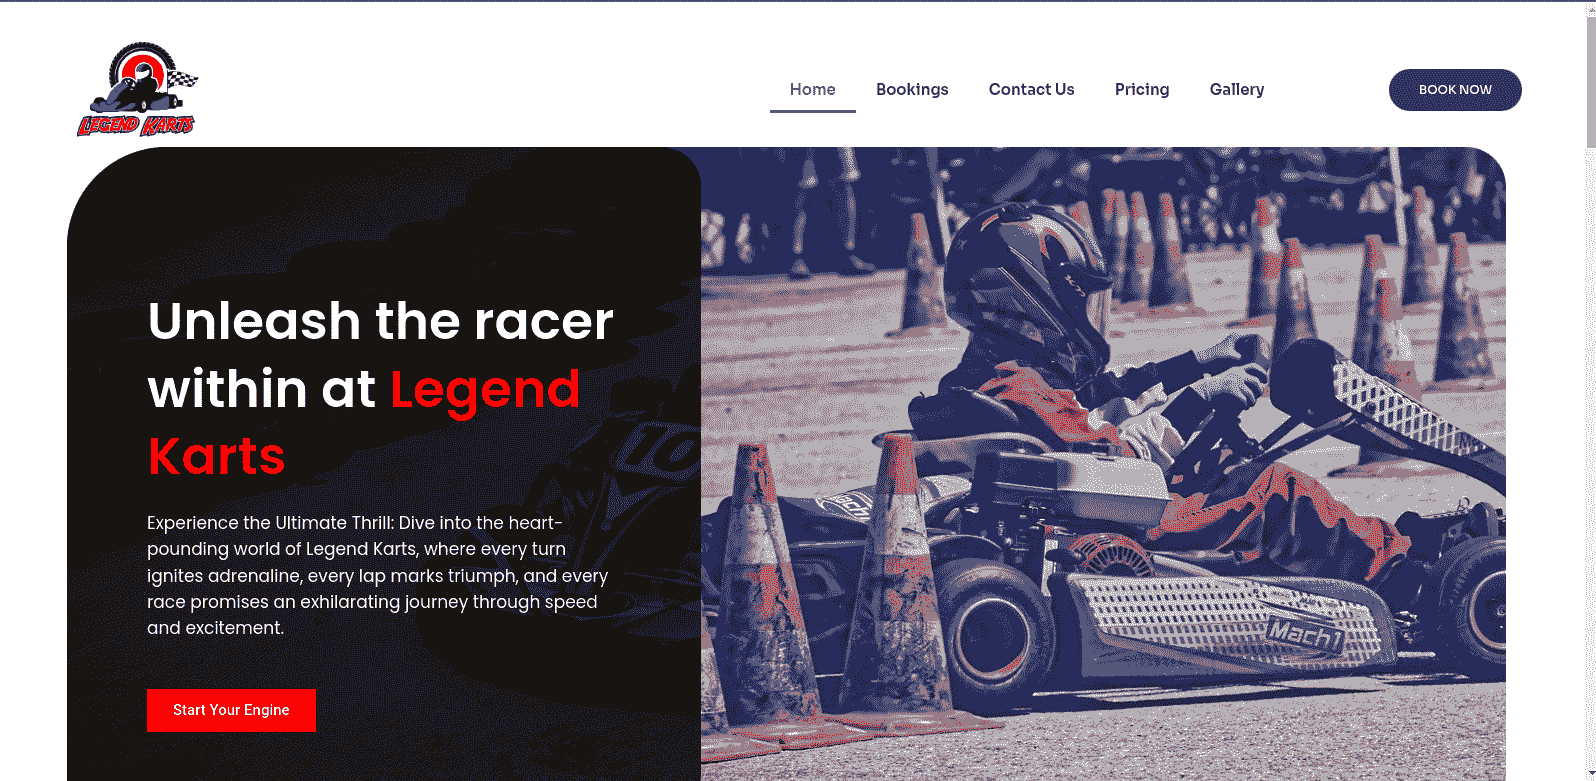 LEGEND KARTS
Home
Bookings
Contact Us
Pricing
Gallery
BOOK NOW
Unleash the racer
within at Legend
Karts
Experience the Ultimate Thrill: Dive into the heart-
pounding world of Legend Karts, where every turn
ignites adrenaline, every lap marks triumph, and every
race promises an exhilarating journey through speed
and excitement.
Start Your Engine
10
Mach1
Mach1